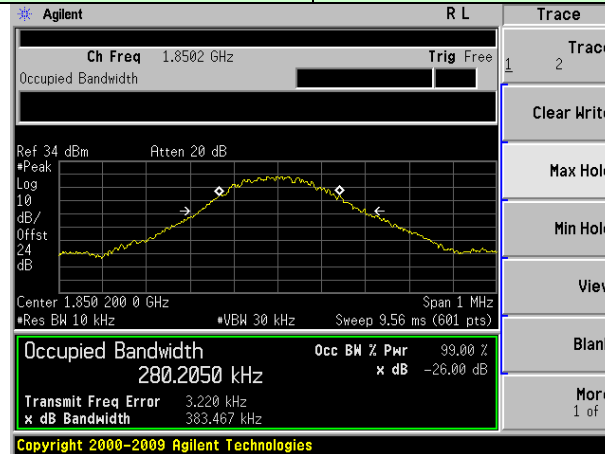 Agilent R L Trace
Ch Freq 1.8502 GHz Trig Free
Occupied Bandwidth
Trace
1 2
Clear Write
Max Hold
Min Hold
View
Blank
More
1 of
Ref 34 dBm Atten 20 dB
#Peak
Log
10
dB/
Offst
24
dB
Center 1.850 200 0 GHz Span 1 MHz
#Res BW 10 kHz #VBW 30 kHz Sweep 9.56 ms (601 pts)
Occupied Bandwidth Occ BW % Pwr 99.00 %
280.2050 kHz x dB -26.00 dB
Transmit Freq Error 3.220 kHz
x dB Bandwidth 383.467 kHz
Copyright 2000-2009 Agilent Technologies